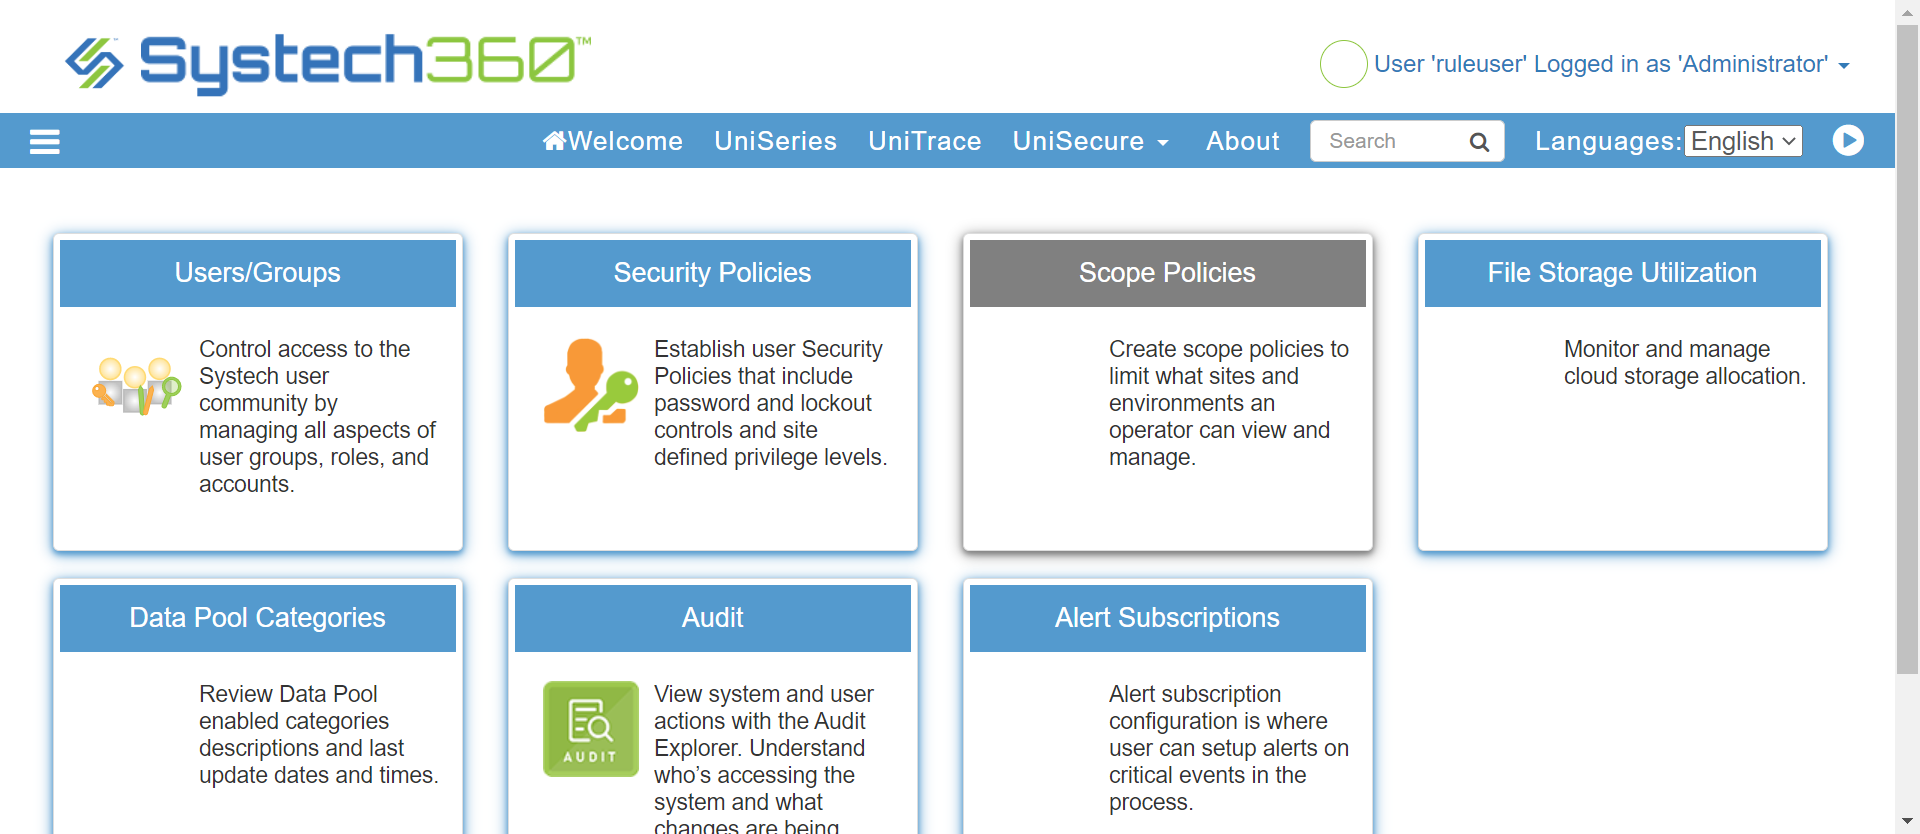 Systech360™
User 'ruleuser' Logged in as 'Administrator'
Welcome UniSeries UniTrace UniSecure About Search Languages: English
Users/Groups
Control access to the
Systech user
community by
managing all aspects of
user groups, roles, and
accounts.
Security Policies
Establish user Security
Policies that include
password and lockout
controls and site
defined privilege levels.
Scope Policies
Create scope policies to
limit what sites and
environments an
operator can view and
manage.
File Storage Utilization
Monitor and manage
cloud storage allocation.
Data Pool Categories
Review Data Pool
enabled categories
descriptions and last
update dates and times.
Audit
AUDIT
View system and user
actions with the Audit
Explorer. Understand
who’s accessing the
system and what
changes are being
Alert Subscriptions
Alert subscription
configuration is where
user can setup alerts on
critical events in the
process.